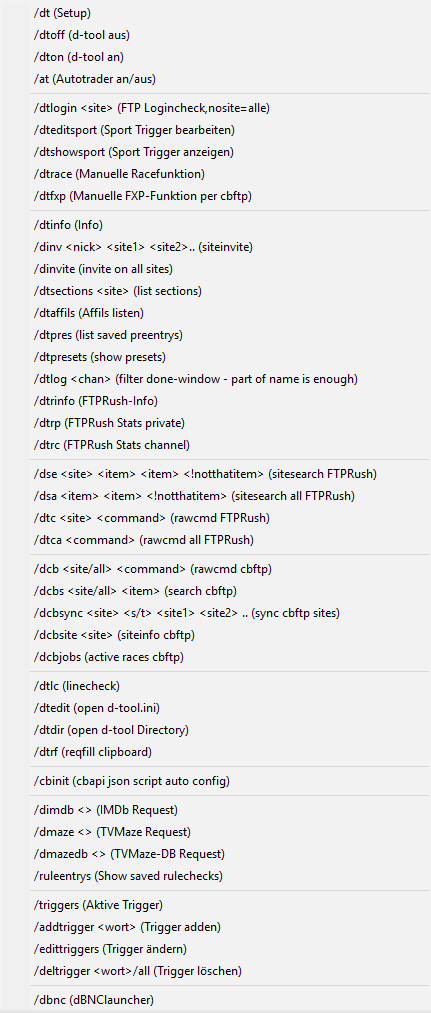 /dt (Setup)
/dtoff (d-tool aus)
/dton (d-tool an)
/at (Autotrader an/aus)
/dtlogin <site> (FTP Logincheck,nosite=alle)
/dteditsport (Sport Trigger bearbeiten)
/dtshowsport (Sport Trigger anzeigen)
/dtrace (Manuelle Racefunktion)
/dtfxp (Manuelle FXP-Funktion per cbftp)
/dtinfo (Info)
/dinv <nick> <site1> <site2>.. (siteinvite)
/dinvite (invite on all sites)
/dtsections <site> (list sections)
/dtaffils (Affils listen)
/dtpres (list saved preentrys)
/dtpresets (show presets)
/dtlog <chan> (filter done-window - part of name is enough)
/dtrinfo (FTPRush-Info)
/dtrp (FTPRush Stats private)
/dtrc (FTPRush Stats channel)
/dse <site> <item> <item> <!notthatitem> (sitesearch FTPRush)
/dsa <item> <item> <!notthatitem> (sitesearch all FTPRush)
/dtc <site> <command> (rawcmd FTPRush)
/dtca <command> (rawcmd all FTPRush)
/dcb <site/all> <command> (rawcmd cbftp)
/dcbs <site/all> <item> (search cbftp)
/dcbsync <site> <s/t> <site1> <site2> .. (sync cbftp sites)
/dcbsite <site> (siteinfo cbftp)
/dcbjobs (active races cbftp)
/dtlc (linecheck)
/dtedit (open d-tool.ini)
/dtdir (open d-tool Directory)
/dtrf (reqfill clipboard)
/cbinit (cbapi json script auto config)
/dimdb <> (IMDb Request)
/dmaze <> (TVMaze Request)
/dmazedb <> (TVMaze-DB Request)
/ruleentrys (Show saved rulechecks)
/triggers (Aktive Trigger)
/addtrigger <wort> (Trigger adden)
/edittriggers (Trigger ändern)
/deltrigger <wort>/all (Trigger löschen)
/dbnc (dBNClauncher)